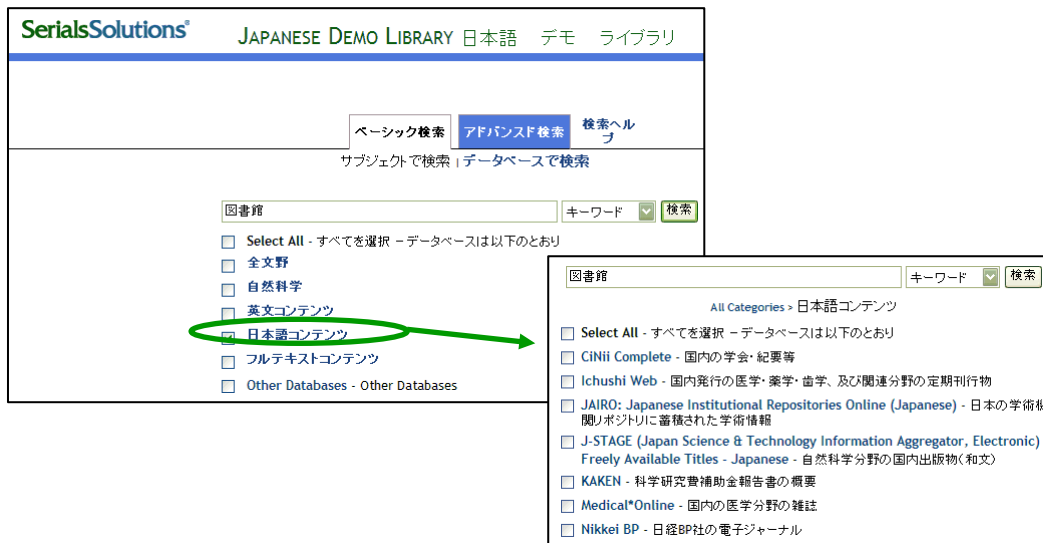 SerialsSolutions®
JAPANESE DEMO LIBRARY 日本語 デモ ライブラリ
ベーシック検索 アドバンスド検索 検索ヘル
プ
サブジェクトで検索 | データベースで検索
図書館 キーワード 検索
Select All - すべてを選択 －データベースは以下のとおり
全文野
自然科学
英文コンテンツ
日本語コンテンツ
フルテキストコンテンツ
Other Databases - Other Databases
図書館 キーワード 検索
All Categories > 日本語コンテンツ
Select All - すべてを選択 －データベースは以下のとおり
CiNii Complete - 国内の学会・紀要等
Ichushi Web - 国内発行の医学・薬学・歯学、及び関連分野の定期刊行物
JAIRO: Japanese Institutional Repositories Online (Japanese) - 日本の学術機
関リポジトリに蓄積された学術情報
J-STAGE (Japan Science & Technology Information Aggregator, Electronic)
Freely Available Titles - Japanese - 自然科学分野の国内出版物(和文)
KAKEN - 科学研究費補助金報告書の概要
Medical*Online - 国内の医学分野の雑誌
Nikkei BP - 日経BP社の電子ジャーナル